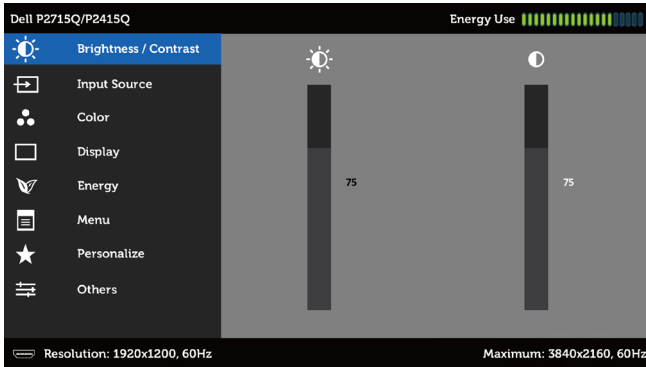 Dell P2715Q/P2415Q
Energy Use
Brightness / Contrast
Input Source
Color
Display
Energy
Menu
Personalize
Others
75
75
Resolution: 1920x1200, 60Hz
Maximum: 3840x2160, 60Hz